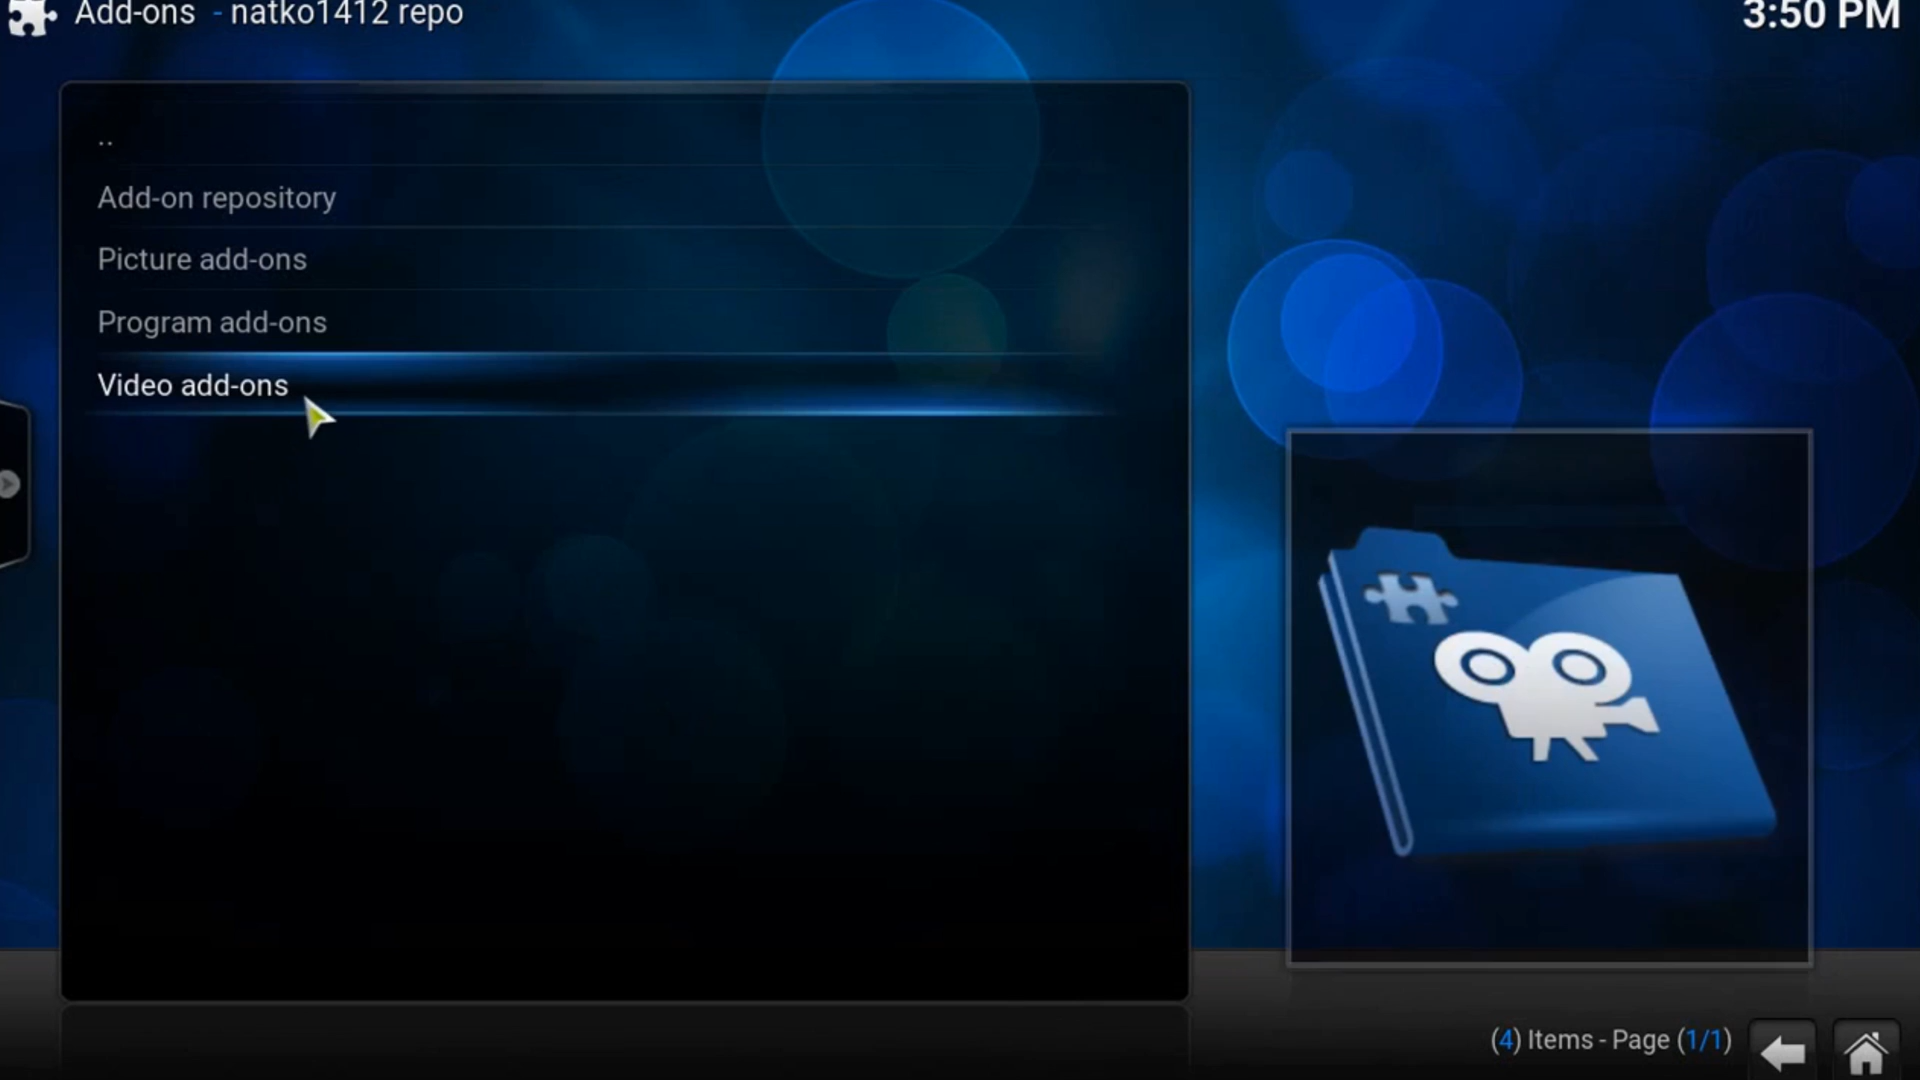 Add-ons - natko1412 repo
3:50 PM
..
Add-on repository
Picture add-ons
Program add-ons
Video add-ons
(4) Items - Page (1/1)